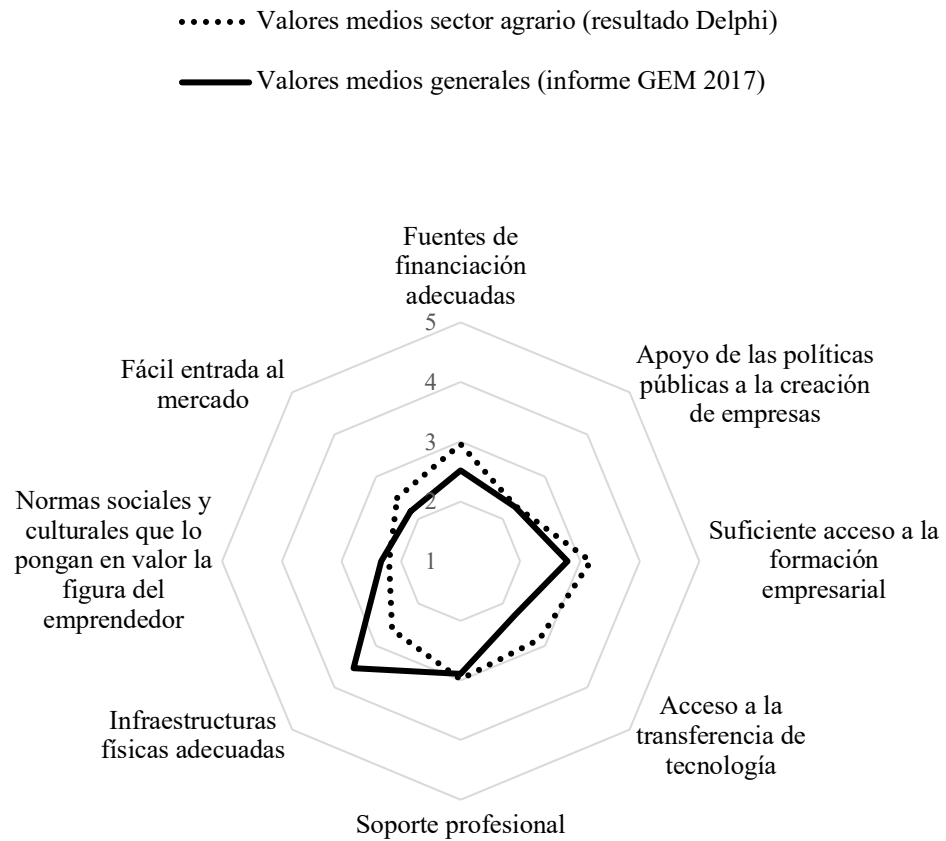 Valores medios sector agrario (resultado Delphi)
Valores medios generales (informe GEM 2017)
Fuentes de
financiación
adecuadas
5
4
3
2
1
Apoyo de las políticas
públicas a la creación
de empresas
Suficiente acceso a la
formación
empresarial
Acceso a la
transferencia de
tecnología
Soporte profesional
Infraestructuras
físicas adecuadas
Normas sociales y
culturales que lo
pongan en valor la
figura del
emprendedor
Fácil entrada al
mercado